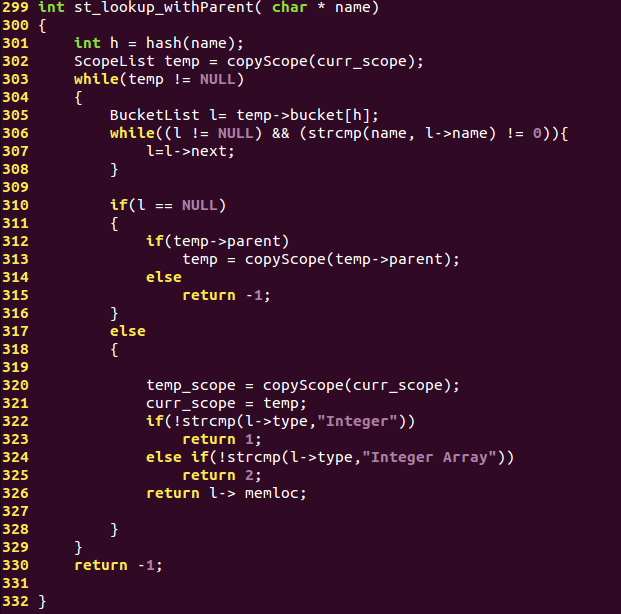 299 int st_lookup_withParent( char * name)
300 {
301     int h = hash(name);
302     ScopeList temp = copyScope(curr_scope);
303     while(temp != NULL)
304     {
305         BucketList l= temp->bucket[h];
306         while((l != NULL) && (strcmp(name, l->name) != 0)){
307             l=l->next;
308         }
309
310         if(l == NULL)
311         {
312             if(temp->parent)
313                 temp = copyScope(temp->parent);
314             else
315                 return -1;
316         }
317         else
318         {
319
320             temp_scope = copyScope(curr_scope);
321             curr_scope = temp;
322             if(!strcmp(l->type,"Integer"))
323                 return 1;
324             else if(!strcmp(l->type,"Integer Array"))
325                 return 2;
326             return l-> memloc;
327
328         }
329     }
330     return -1;
331
332 }